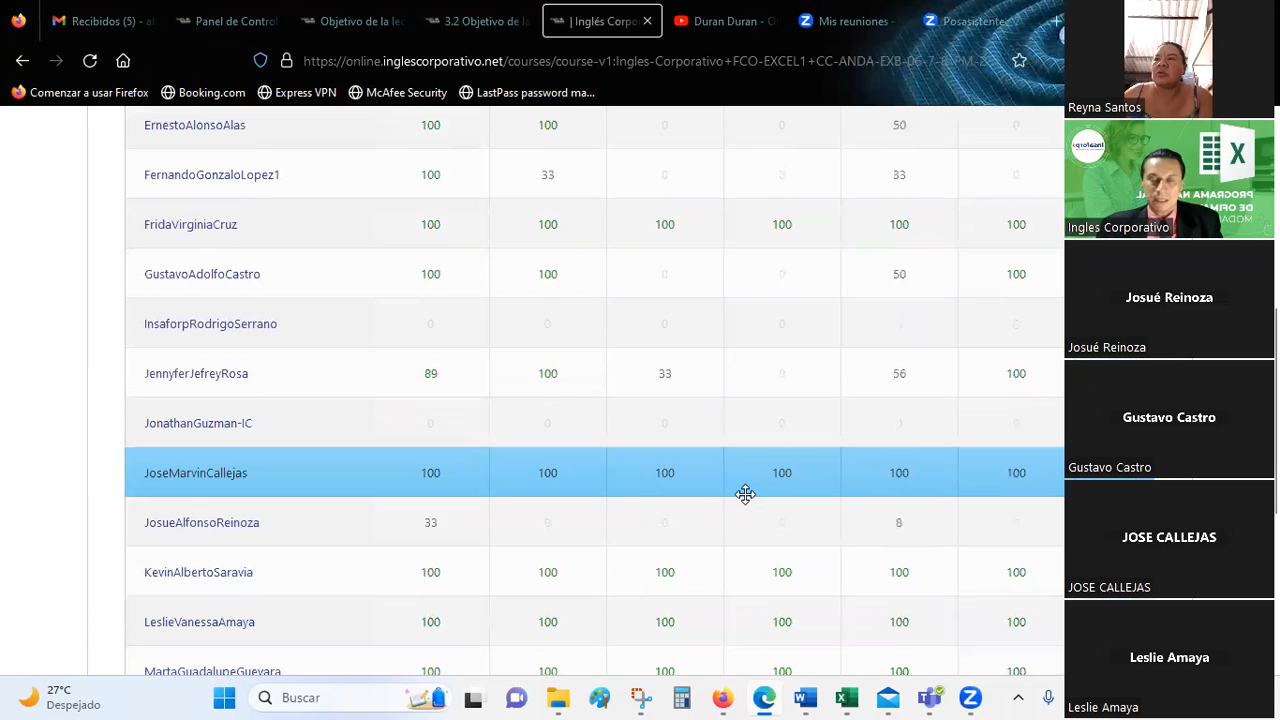 Recibidos (5) - a
Panel de Control
Objetivo de la le
3.2 Objetivo de
| Inglés Corpo
Duran Duran - O
Mis reuniones -
Posasistente
https://online.inglescorporativo.net/courses/course-v1:Ingles-Corporativo+FCO-EXCEL1+CC-ANDA-EXB-06-7-8
Comenzar a usar Firefox
Booking.com
Express VPN
McAfee Security
LastPass password ma...
ErnestoAlonsoAlas 100 100 0 0 50 0
FernandoGonzaloLopez1 100 33 0 0 33 0
FridaVirginiaCruz 100 100 100 100 100 100
GustavoAdolfoCastro 100 100 0 0 50 100
InsaforpRodrigoSerrano 0 0 0 0
JennyferJefreyRosa 89 100 33 0 56 100
JonathanGuzman-IC 0 0 0 0
JoseMarvinCallejas 100 100 100 100 100 100
JosueAlfonsoReinoza 33 0 0 0 8
KevinAlbertoSaravia 100 100 100 100 100 100
LeslieVanessaAmaya 100 100 100 100 100 100
MartaGuadalupeGuevara 100 100 100 100 100 100
Reyna Santos
insaforp
X
PROGRAMA NACIONAL
DE OFIMA
MODA
Ingles Corporativo
Josué Reinoza
Josué Reinoza
Gustavo Castro
Gustavo Castro
JOSE CALLEJAS
JOSE CALLEJAS
Leslie Amaya
Leslie Amaya
27°C
Despejado
Buscar